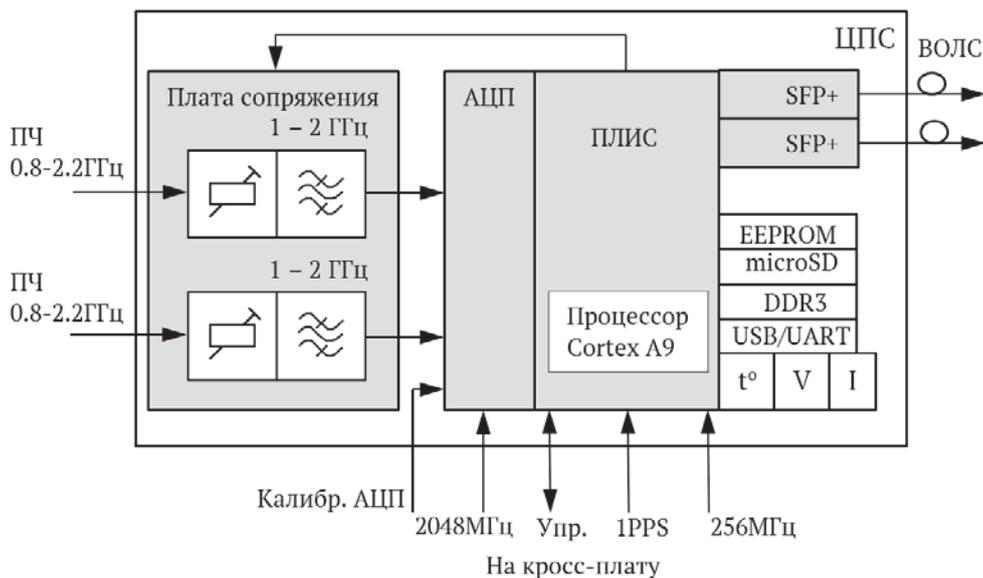 ЦПС
ВОЛС
Плата сопряжения
1 – 2 ГГц
АЦП
ПЛИС
SFP+
SFP+
ПЧ
0.8-2.2ГГц
1 – 2 ГГц
ПЧ
0.8-2.2ГГц
EEPROM
microSD
DDR3
USB/UART
t° V I
Процессор
Cortex A9
Калибр. АЦП
2048МГц Упр. 1PPS 256МГц
На кросс-плату